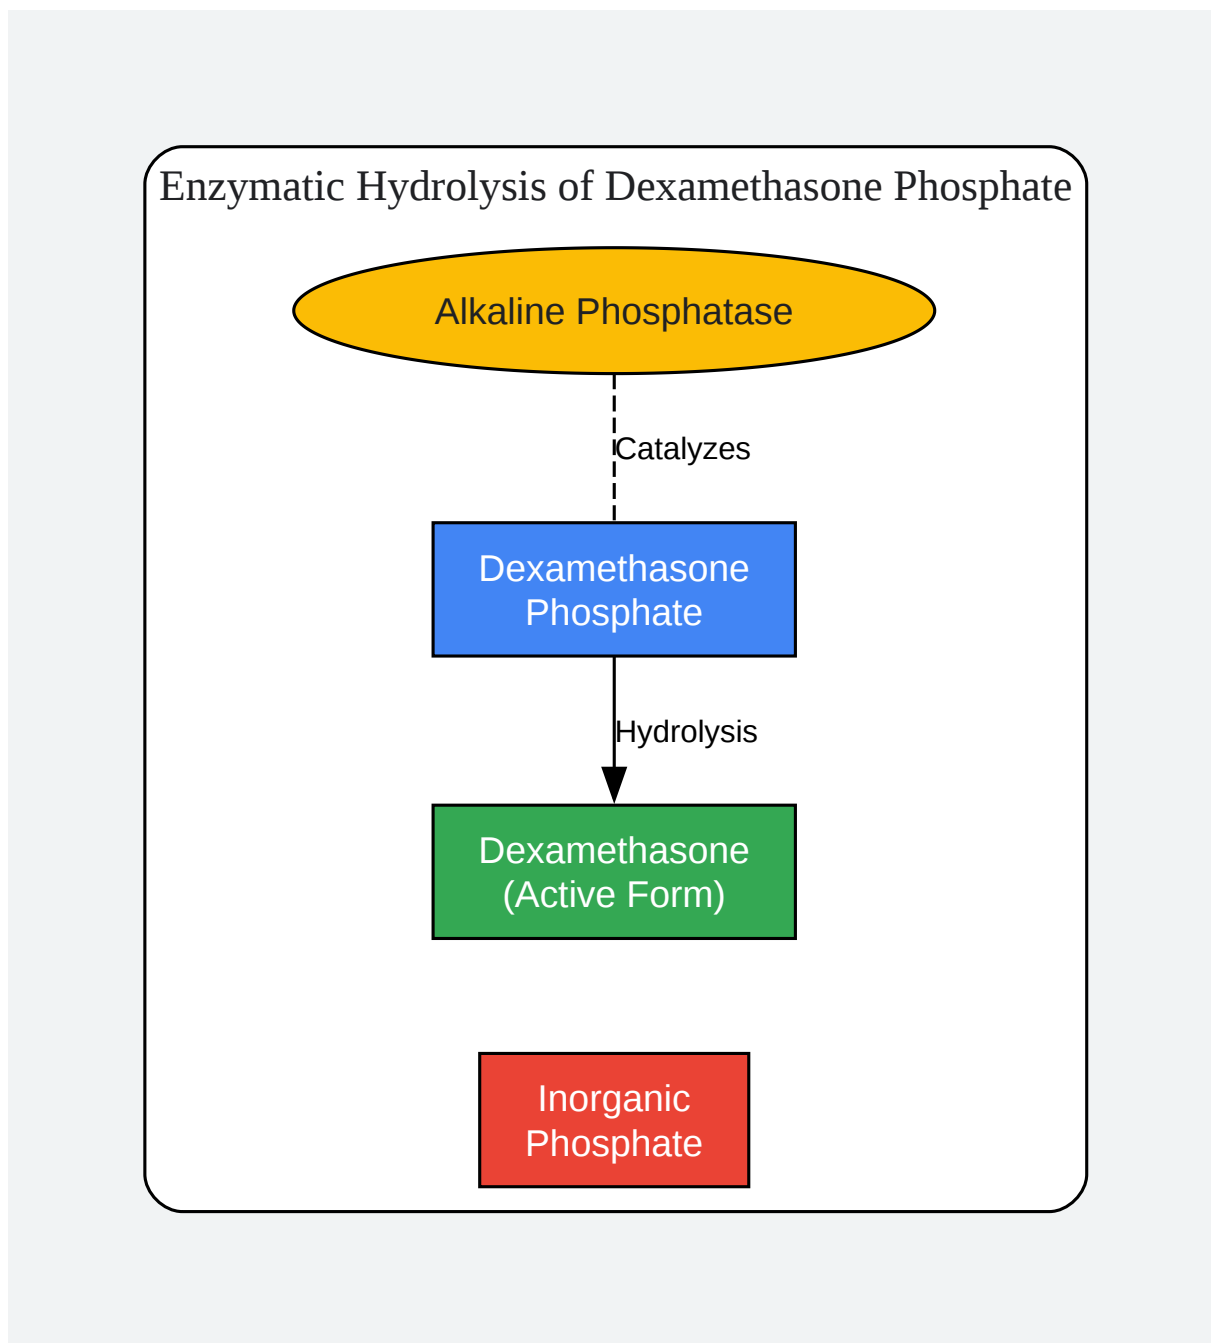 Enzymatic Hydrolysis of Dexamethasone Phosphate
Alkaline Phosphatase
Catalyzes
Dexamethasone
Phosphate
Hydrolysis
Dexamethasone
(Active Form)
Inorganic
Phosphate